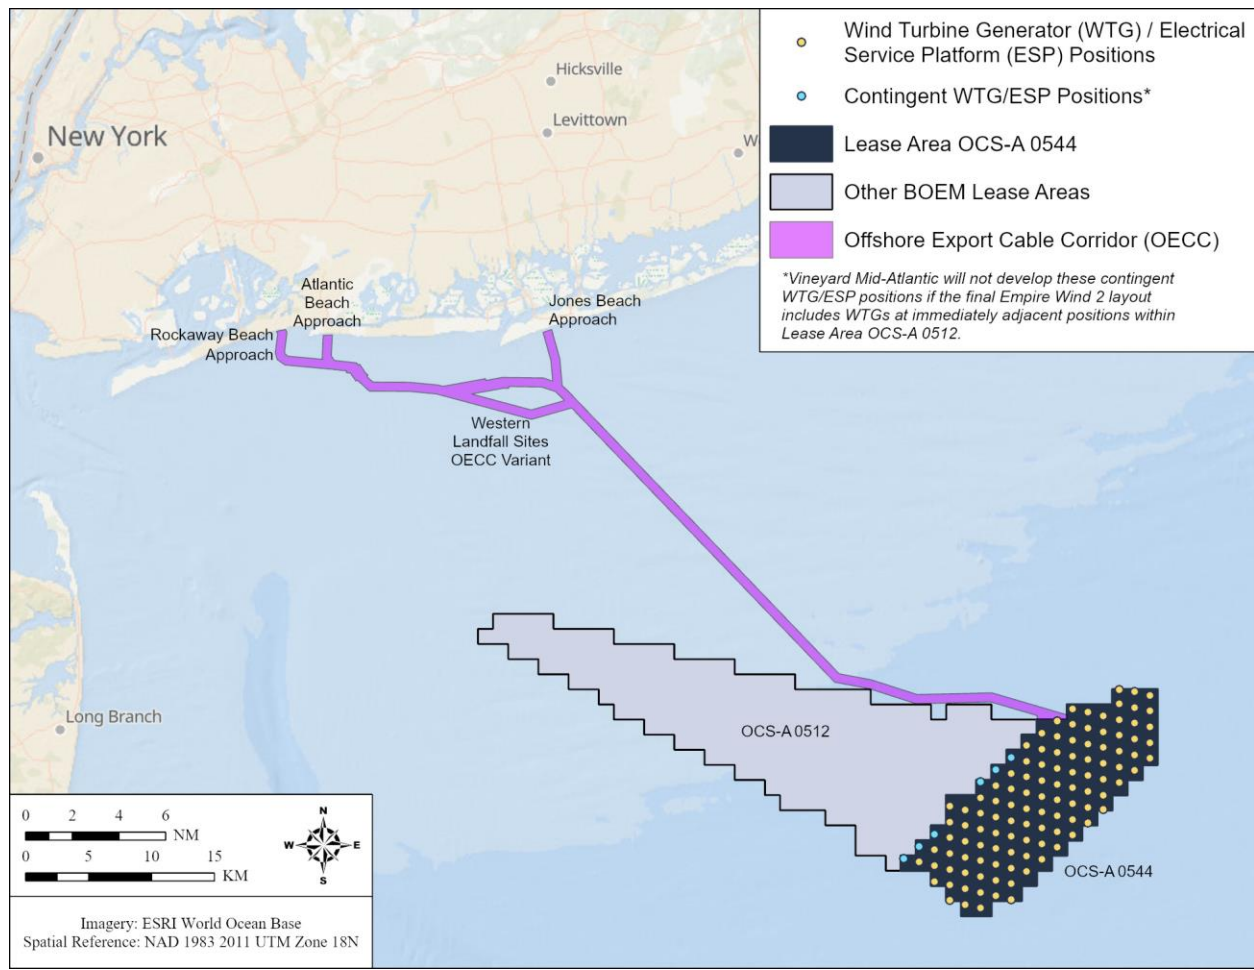 Wind Turbine Generator (WTG) / Electrical
Service Platform (ESP) Positions
Contingent WTG/ESP Positions*
Lease Area OCS-A 0544
Other BOEM Lease Areas
Offshore Export Cable Corridor (OECC)
*Vineyard Mid-Atlantic will not develop these contingent
WTG/ESP positions if the final Empire Wind 2 layout
includes WTGs at immediately adjacent positions within
Lease Area OCS-A 0512.
Hicksville
Levittown
New York
W
Atlantic
Beach
Approach
Jones Beach
Approach
Rockaway Beach
Approach
Western
Landfall Sites
OECC Variant
Long Branch
OCS-A 0512
OCS-A 0544
0 2 4 6
NM
0 5 10 15
KM
N
W E
S
Imagery: ESRI World Ocean Base
Spatial Reference: NAD 1983 2011 UTM Zone 18N